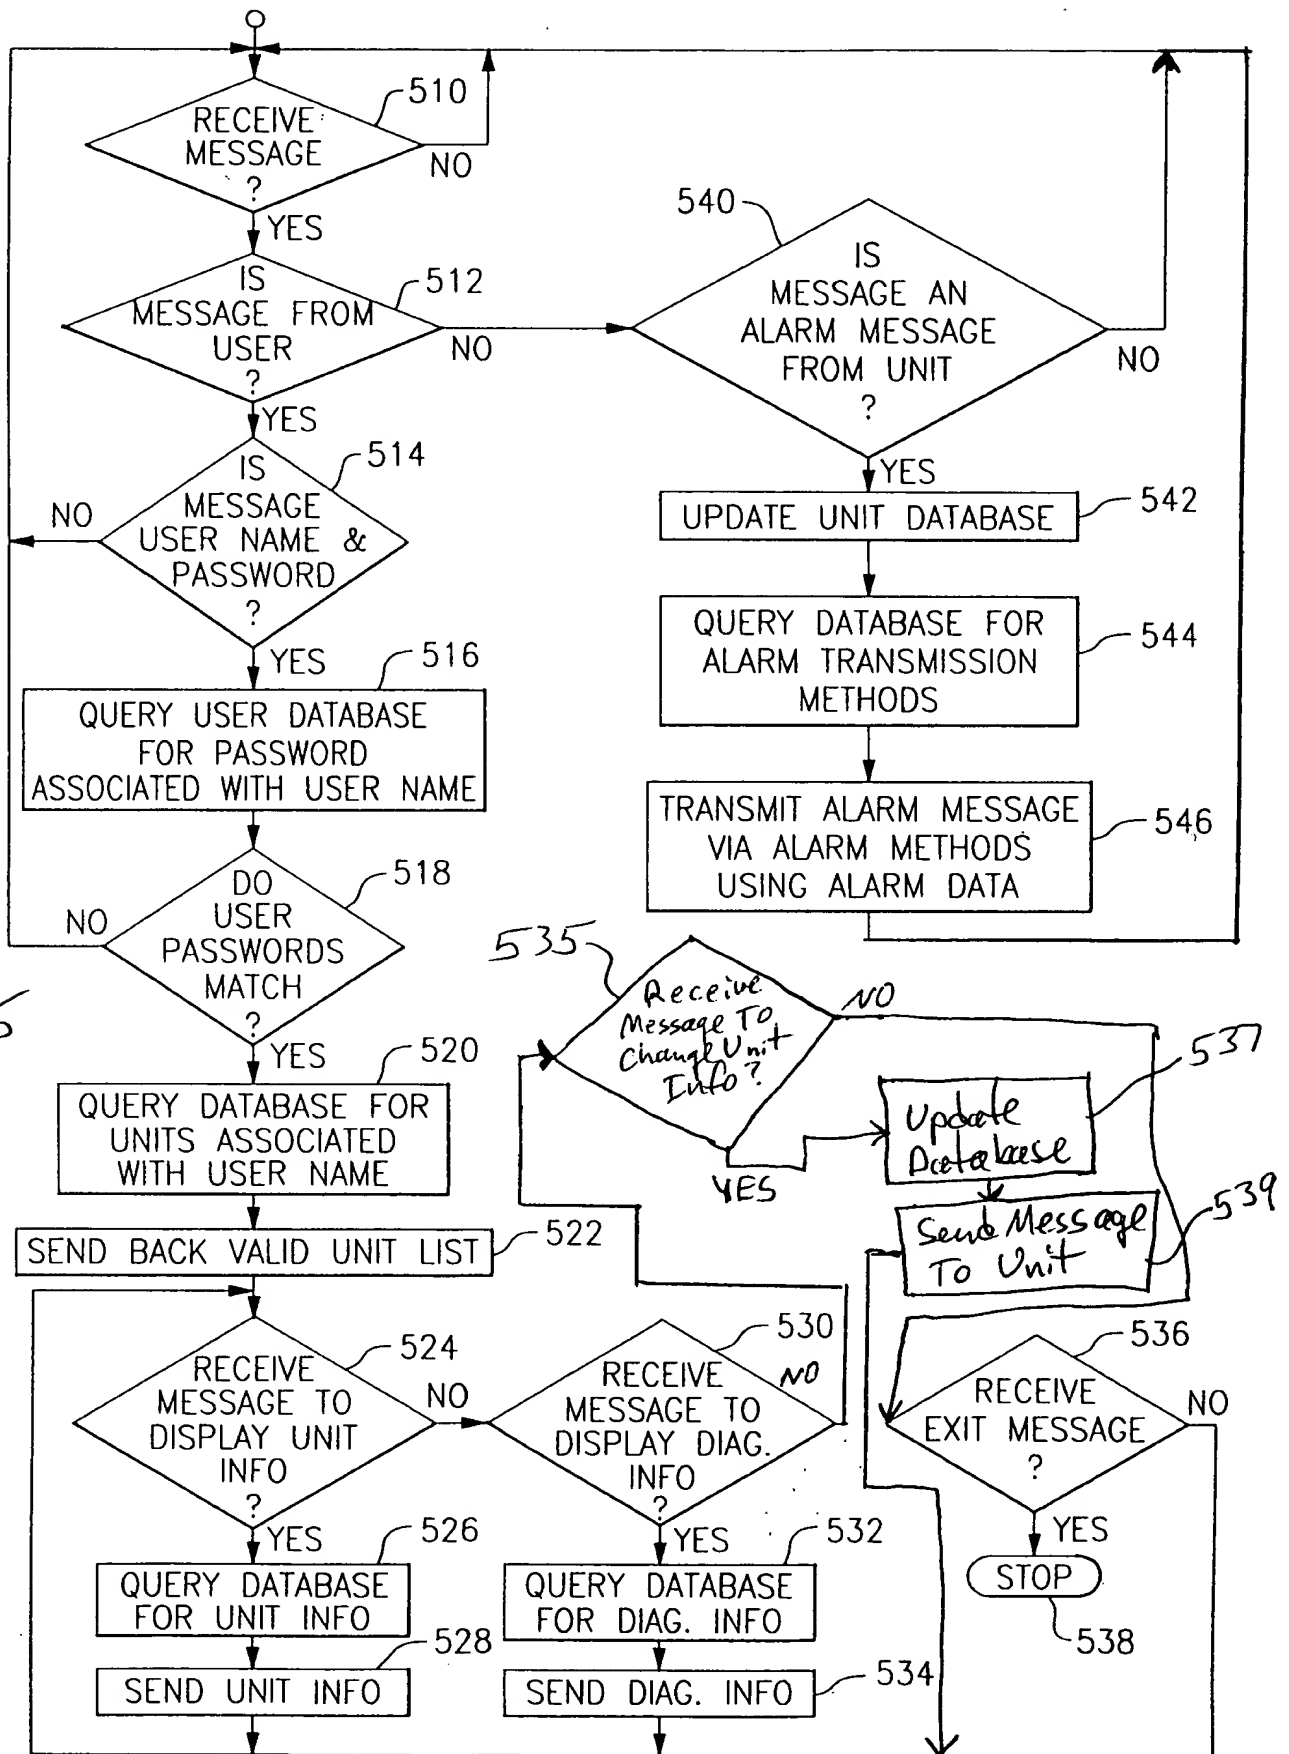 510
RECEIVE
MESSAGE
?
NO
YES
IS
MESSAGE FROM
USER
?
512
NO
YES
IS
MESSAGE
USER NAME &
PASSWORD
?
514
NO
YES
516
QUERY USER DATABASE
FOR PASSWORD
ASSOCIATED WITH USER NAME
DO
USER
PASSWORDS
MATCH
?
518
NO
YES
520
QUERY DATABASE FOR
UNITS ASSOCIATED
WITH USER NAME
SEND BACK VALID UNIT LIST
522
RECEIVE
MESSAGE TO
DISPLAY UNIT
INFO
?
524
NO
YES
526
QUERY DATABASE
FOR UNIT INFO
528
SEND UNIT INFO
530
RECEIVE
MESSAGE TO
DISPLAY DIAG.
INFO
?
NO
YES
532
QUERY DATABASE
FOR DIAG. INFO
SEND DIAG. INFO
534
535
Receive
Message To
Change Unit
Info?
NO
YES
537
Update
Database
539
Send Message
To Unit
536
RECEIVE
EXIT MESSAGE
?
NO
YES
STOP
538
540
IS
MESSAGE AN
ALARM MESSAGE
FROM UNIT
?
NO
YES
UPDATE UNIT DATABASE
542
QUERY DATABASE FOR
ALARM TRANSMISSION
METHODS
544
TRANSMIT ALARM MESSAGE
VIA ALARM METHODS
USING ALARM DATA
546